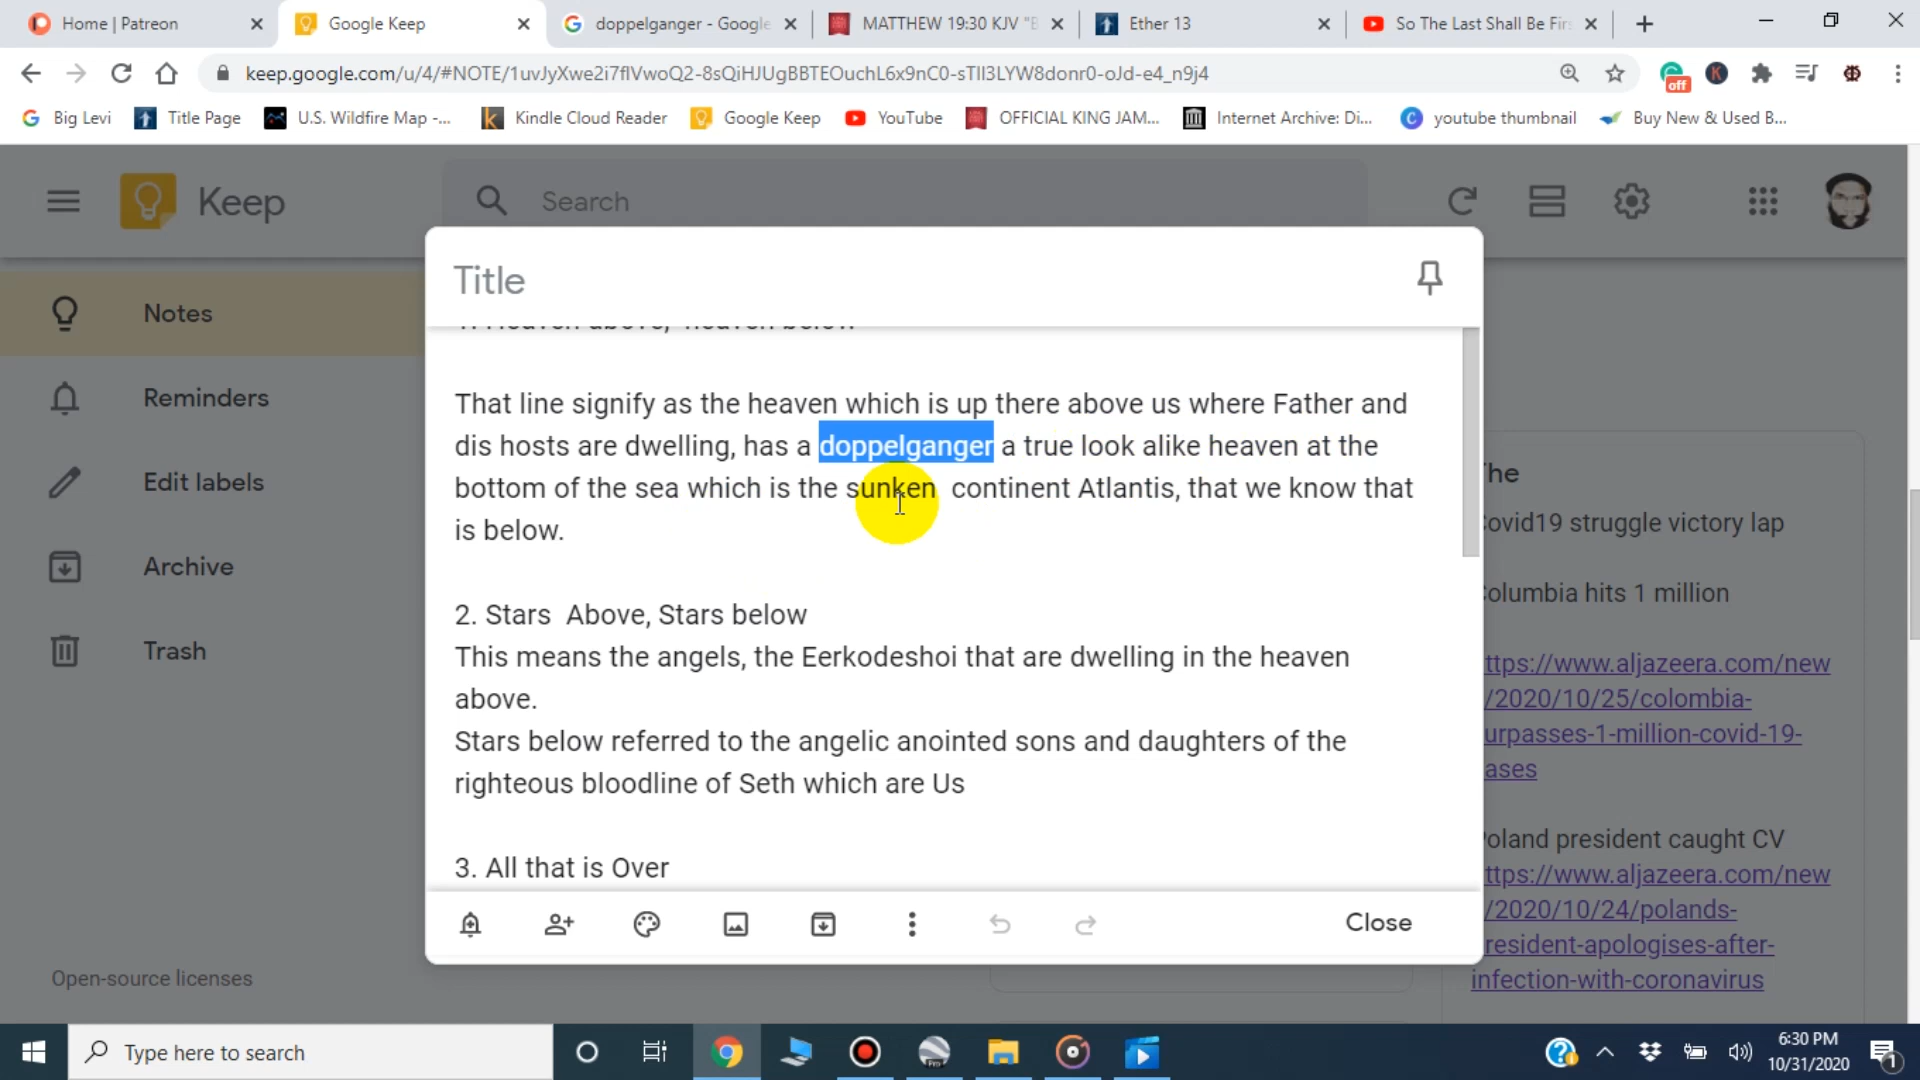 Home | Patreon
Google Keep
doppelganger - Google
MATTHEW 19:30 KJV "B
Ether 13
So The Last Shall Be Firs
keep.google.com/u/4/#NOTE/1uvJyXwe2i7flVwoQ2-8sQiHJUgBBTEOuchL6x9nC0-sTII3LYW8donr0-oJd-e4_n9j4
off
K
Big Levi
Title Page
U.S. Wildfire Map -...
Kindle Cloud Reader
Google Keep
YouTube
OFFICIAL KING JAM...
Internet Archive: Di...
youtube thumbnail
Buy New & Used B...
Keep
Search
Notes
Reminders
Edit labels
Archive
Trash
Open-source licenses
Title
1. Heaven above, heaven below
That line signify as the heaven which is up there above us where Father and
dis hosts are dwelling, has a doppelganger a true look alike heaven at the
bottom of the sea which is the sunken continent Atlantis, that we know that
is below.
2. Stars Above, Stars below
This means the angels, the Eerkodeshoi that are dwelling in the heaven
above.
Stars below referred to the angelic anointed sons and daughters of the
righteous bloodline of Seth which are Us
3. All that is Over
Close
he
ovid19 struggle victory lap
olumbia hits 1 million
ttps://www.aljazeera.com/new
/2020/10/25/colombia-
urpasses-1-million-covid-19-
ases
oland president caught CV
ttps://www.aljazeera.com/new
/2020/10/24/polands-
resident-apologises-after-
infection-with-coronavirus
Type here to search
6:30 PM
10/31/2020
1